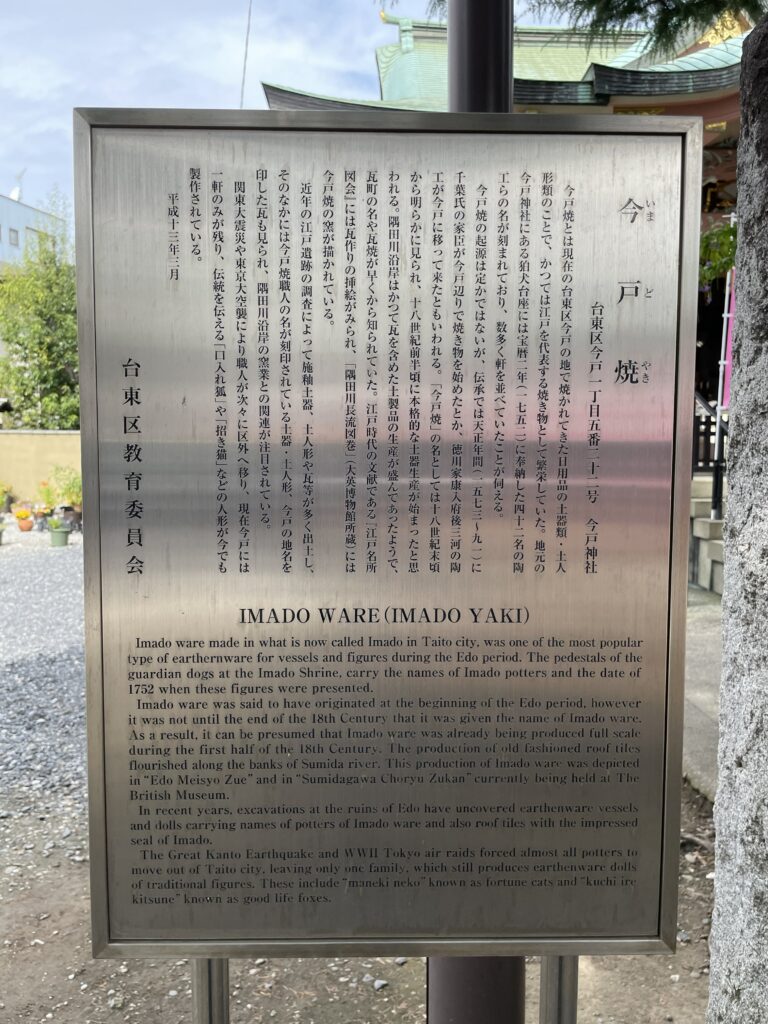 今戸焼
いまどやき
台東区今戸一丁目五番二十二号 今戸神社
今戸焼とは現在の台東区今戸の地で焼かれてきた日用品の土器類・土人
形類のことで、かつては江戸を代表する焼き物として繁栄していた。地元の
今戸神社にある狛犬台座には宝暦二年(一七五二)に奉納した四十二名の陶
工らの名が刻まれており、数多く軒を並べていたことが伺える。
今戸焼の起源は定かではないが、伝承では天正年間(一五七三〜九一)に
千葉氏の家臣が今戸辺りで焼き物を始めたとか、徳川家康入府後三河の陶
工が今戸に移って来たともいわれる。「今戸焼」の名としては十八世紀末頃
から明らかに見られ、十八世紀前半頃に本格的な土器生産が始まったと思
われる。隅田川沿岸はかつて瓦を含めた土製品の生産が盛んであったようで、
瓦町の名や瓦焼が早くから知られていた。江戸時代の文献である『江戸名所
図会』には瓦作りの挿絵がみられ、「隅田川長流図巻」(大英博物館所蔵)には
今戸焼の窯が描かれている。
近年の江戸遺跡の調査によって施釉土器、土人形や瓦等が多く出土し、
そのなかには今戸焼職人の名が刻印されている土器・土人形、今戸の地名を
印した瓦も見られ、隅田川沿岸の窯業との関連が注目されている。
関東大震災や東京大空襲により職人が次々に区外へ移り、現在今戸には
一軒のみが残り、伝統を伝える「口入れ狐」や「招き猫」などの人形が今でも
製作されている。
平成十三年三月
台東区教育委員会
IMADO WARE(IMADO YAKI)
Imado ware made in what is now called Imado in Taito city, was one of the most popular
type of earthernware for vessels and figures during the Edo period. The pedestals of the
guardian dogs at the Imado Shrine, carry the names of Imado potters and the date of
1752 when these figures were presented.
Imado ware was said to have originated at the beginning of the Edo period, however
it was not until the end of the 18th Century that it was given the name of Imado ware.
As a result, it can be presumed that Imado ware was already being produced full scale
during the first half of the 18th Century. The production of old fashioned roof tiles
flourished along the banks of Sumida river. This production of Imado ware was depicted
in "Edo Meisyo Zue" and in "Sumidagawa Choryu Zukan" currently being held at The
British Museum.
In recent years, excavations at the ruins of Edo have uncovered earthenware vessels
and dolls carrying names of potters of Imado ware and also roof tiles with the impressed
seal of Imado.
The Great Kanto Earthquake and WWII Tokyo air raids forced almost all potters to
move out of Taito city, leaving only one family, which still produces earthenware dolls
of traditional figures. These include "maneki neko" known as fortune cats and "kuchi ire
kitsune" known as good life foxes.